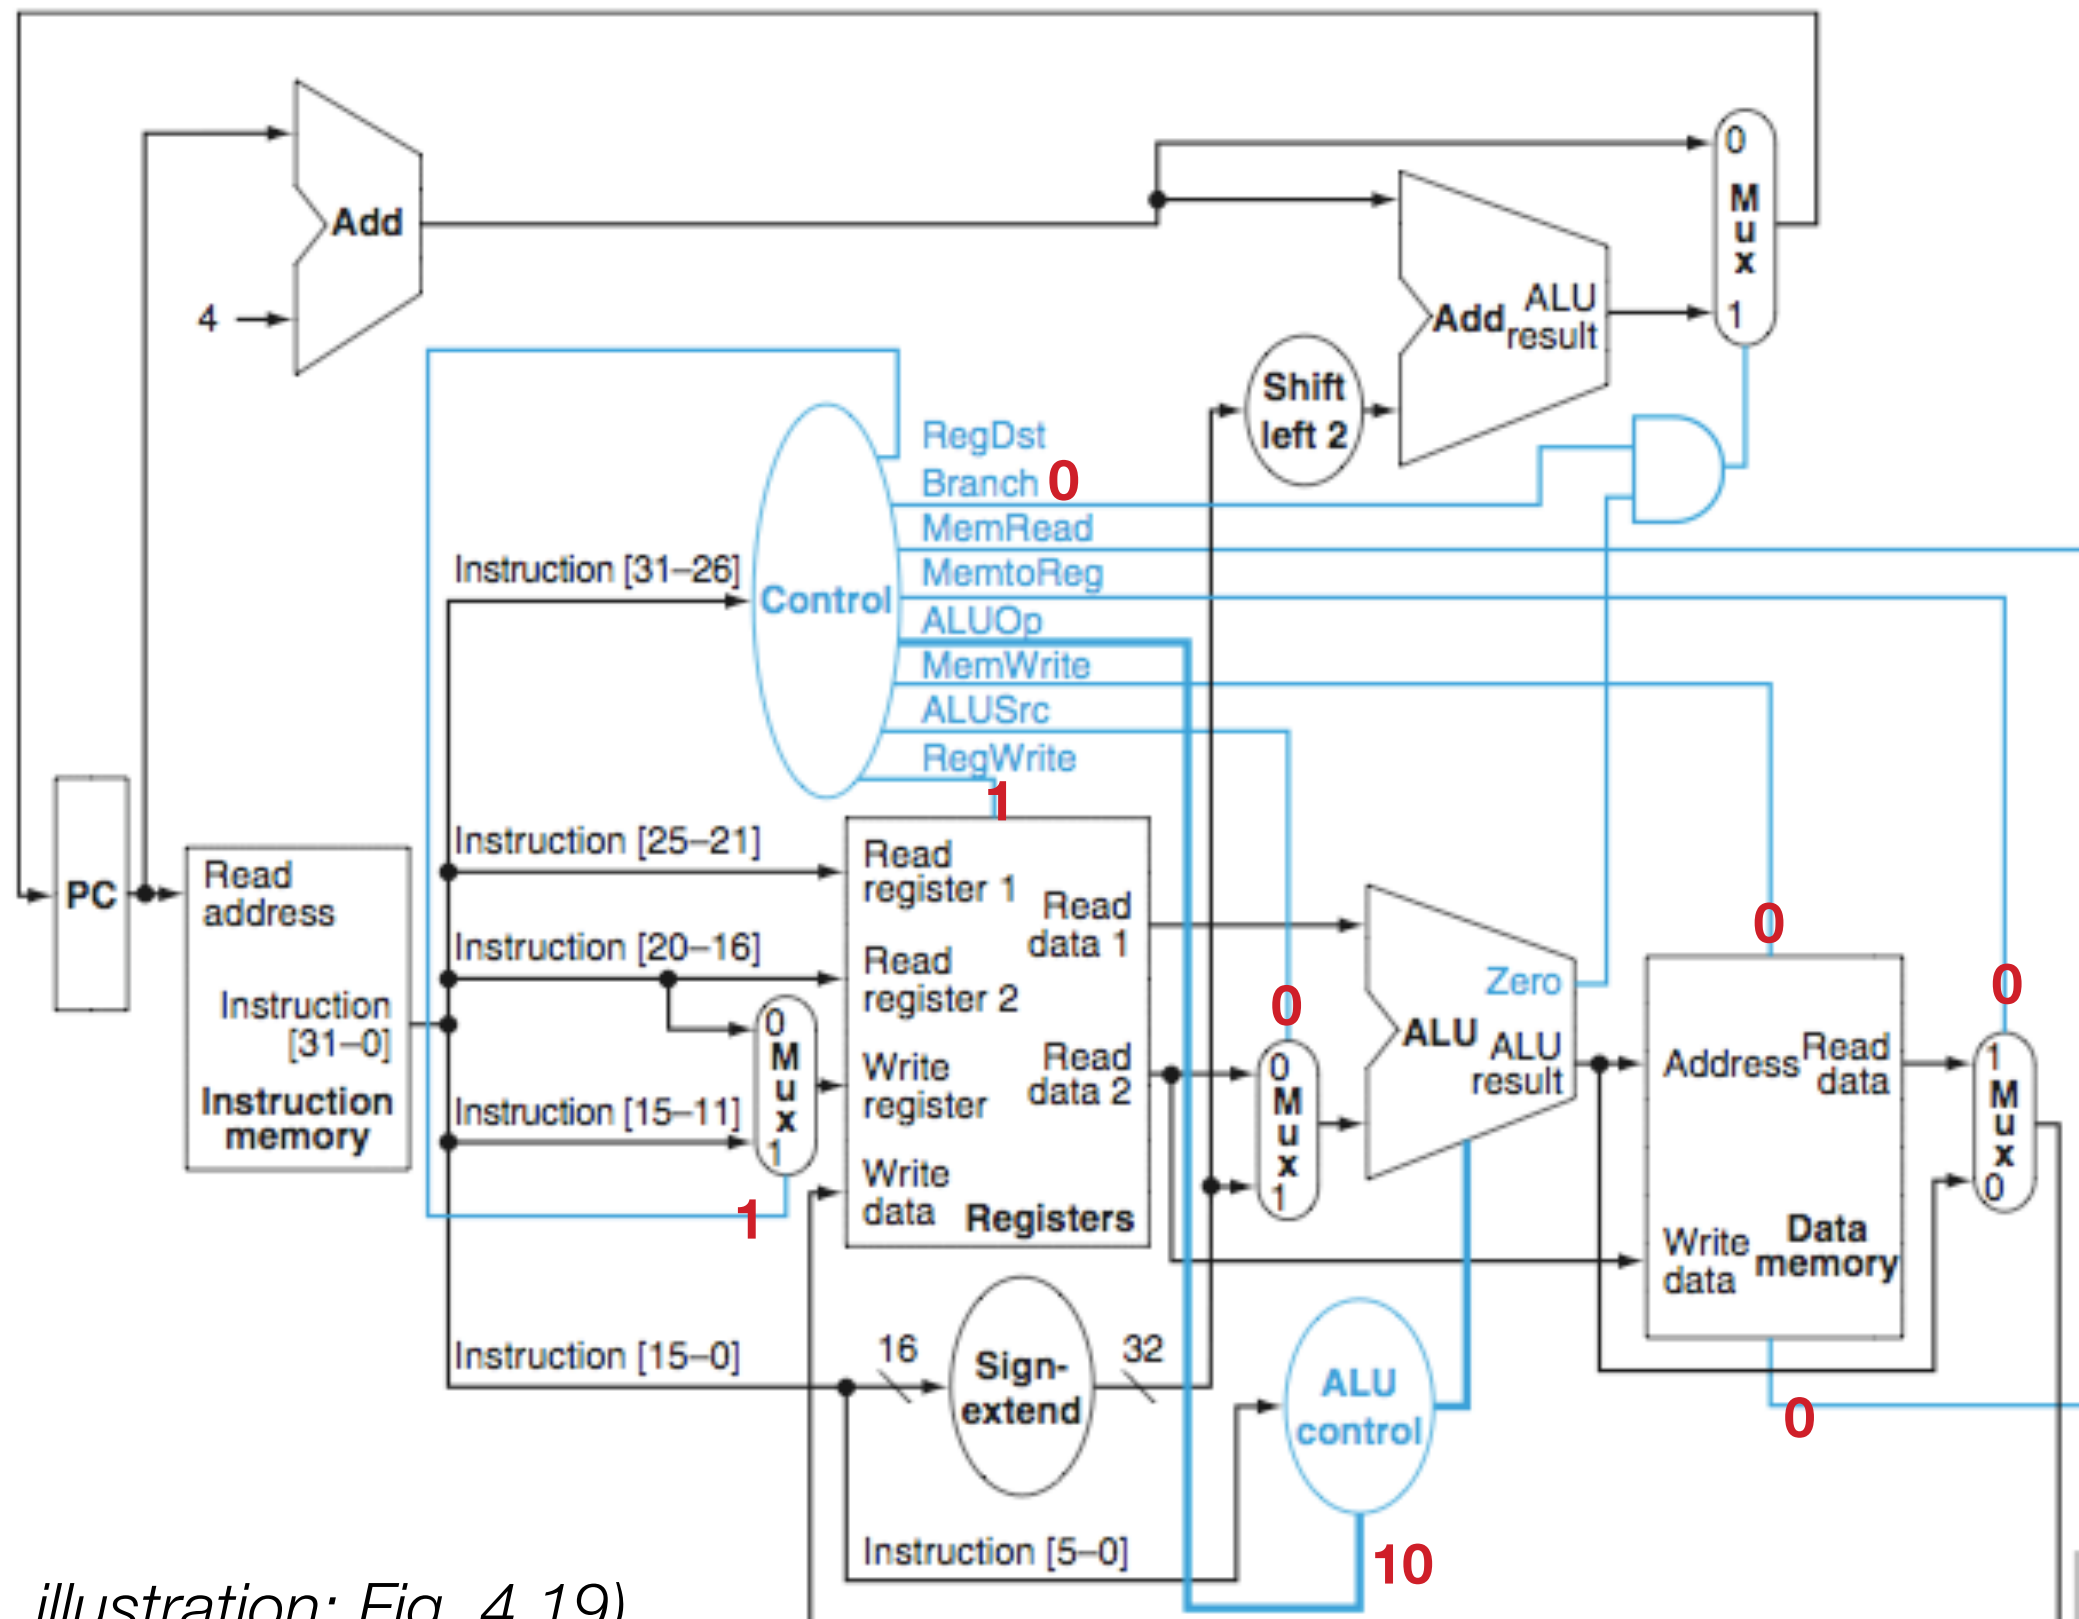 0
M
u
x
1
Add
4
Add
ALU
result
Shift
left 2
RegDst
Branch 0
MemRead
MemtoReg
ALUOp
MemWrite
ALUSrc
RegWrite
1
Instruction [31–26]
Control
Instruction [25–21]
Instruction [20–16]
Instruction [15–11]
PC
Read
address
Instruction
[31–0]
Instruction
memory
0
M
u
x
1
1
Read
register 1
Read
register 2
Write
register
Write
data
Read
data 1
Read
data 2
Registers
0
0
M
u
x
1
Zero
ALU
ALU
result
0
Address
Read
data
Write
data
Data
memory
0
0
1
M
u
x
0
Instruction [15–0]
16
Sign-
extend
32
ALU
control
Instruction [5–0]
10
illustration: Fig. 4.19)